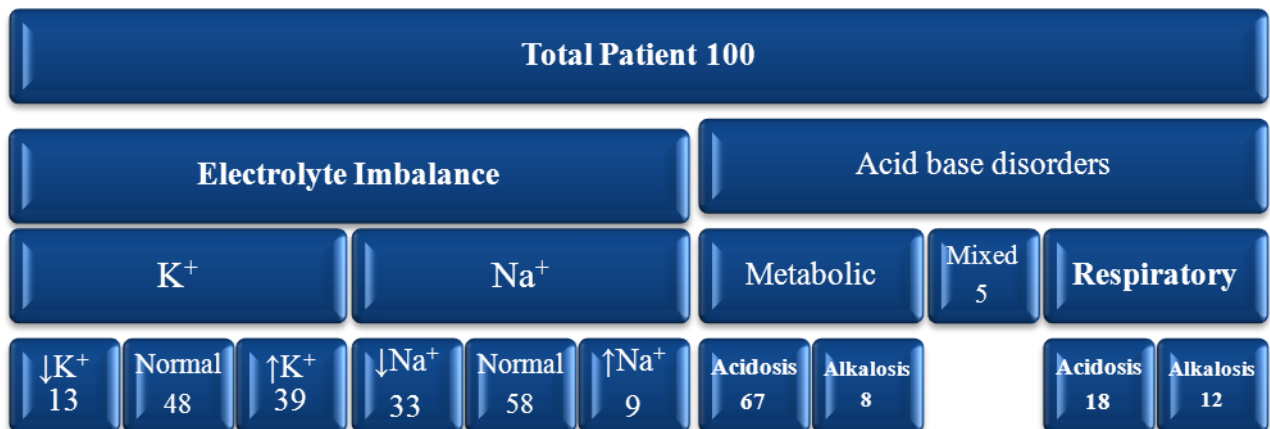 Total Patient 100
Electrolyte Imbalance
Acid base disorders
K⁺
Na⁺
Metabolic
Mixed
5
Respiratory
↓K⁺
13
Normal
48
↑K⁺
39
↓Na⁺
33
Normal
58
↑Na⁺
9
Acidosis
67
Alkalosis
8
Acidosis
18
Alkalosis
12